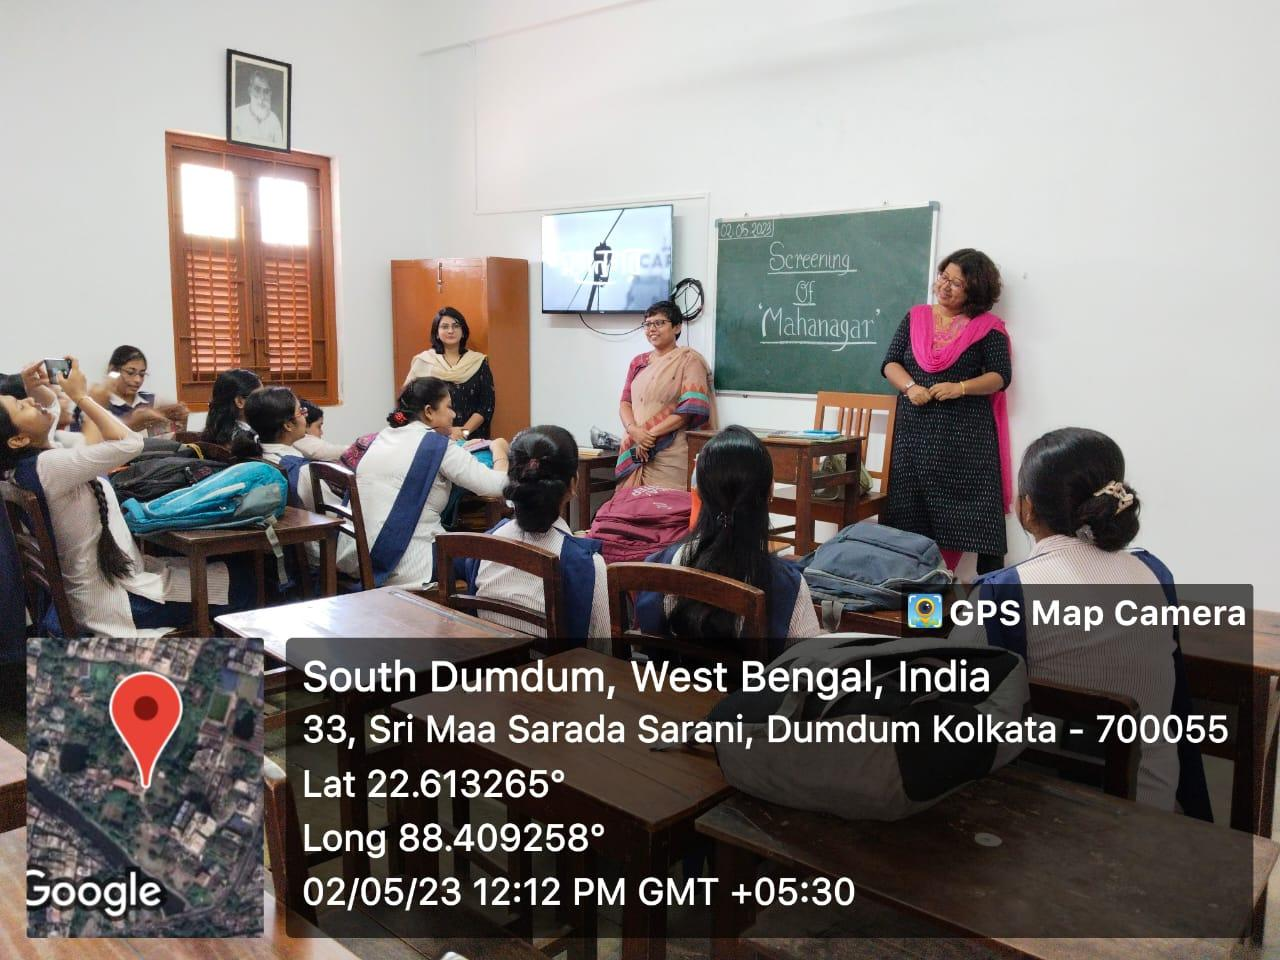 02.05.2023
Screening
Of
'Mahanagar'
GPS Map Camera
South Dumdum, West Bengal, India
33, Sri Maa Sarada Sarani, Dumdum Kolkata - 700055
Lat 22.613265°
Long 88.409258°
02/05/23 12:12 PM GMT +05:30
Google